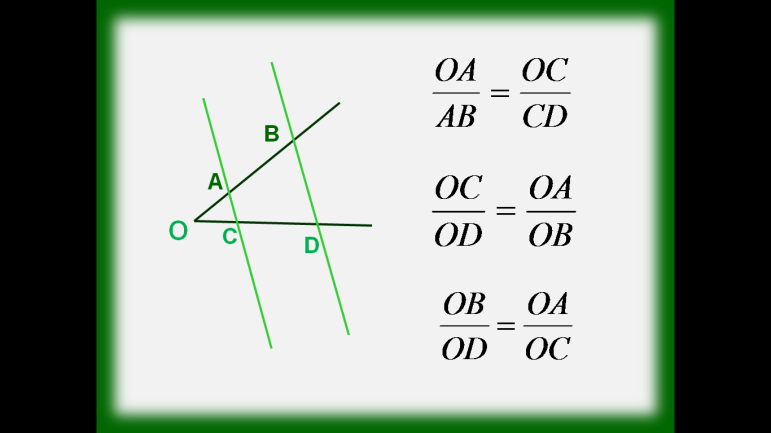 B
A
O
C
D
OA/AB = OC/CD
OC/OD = OA/OB
OB/OD = OA/OC